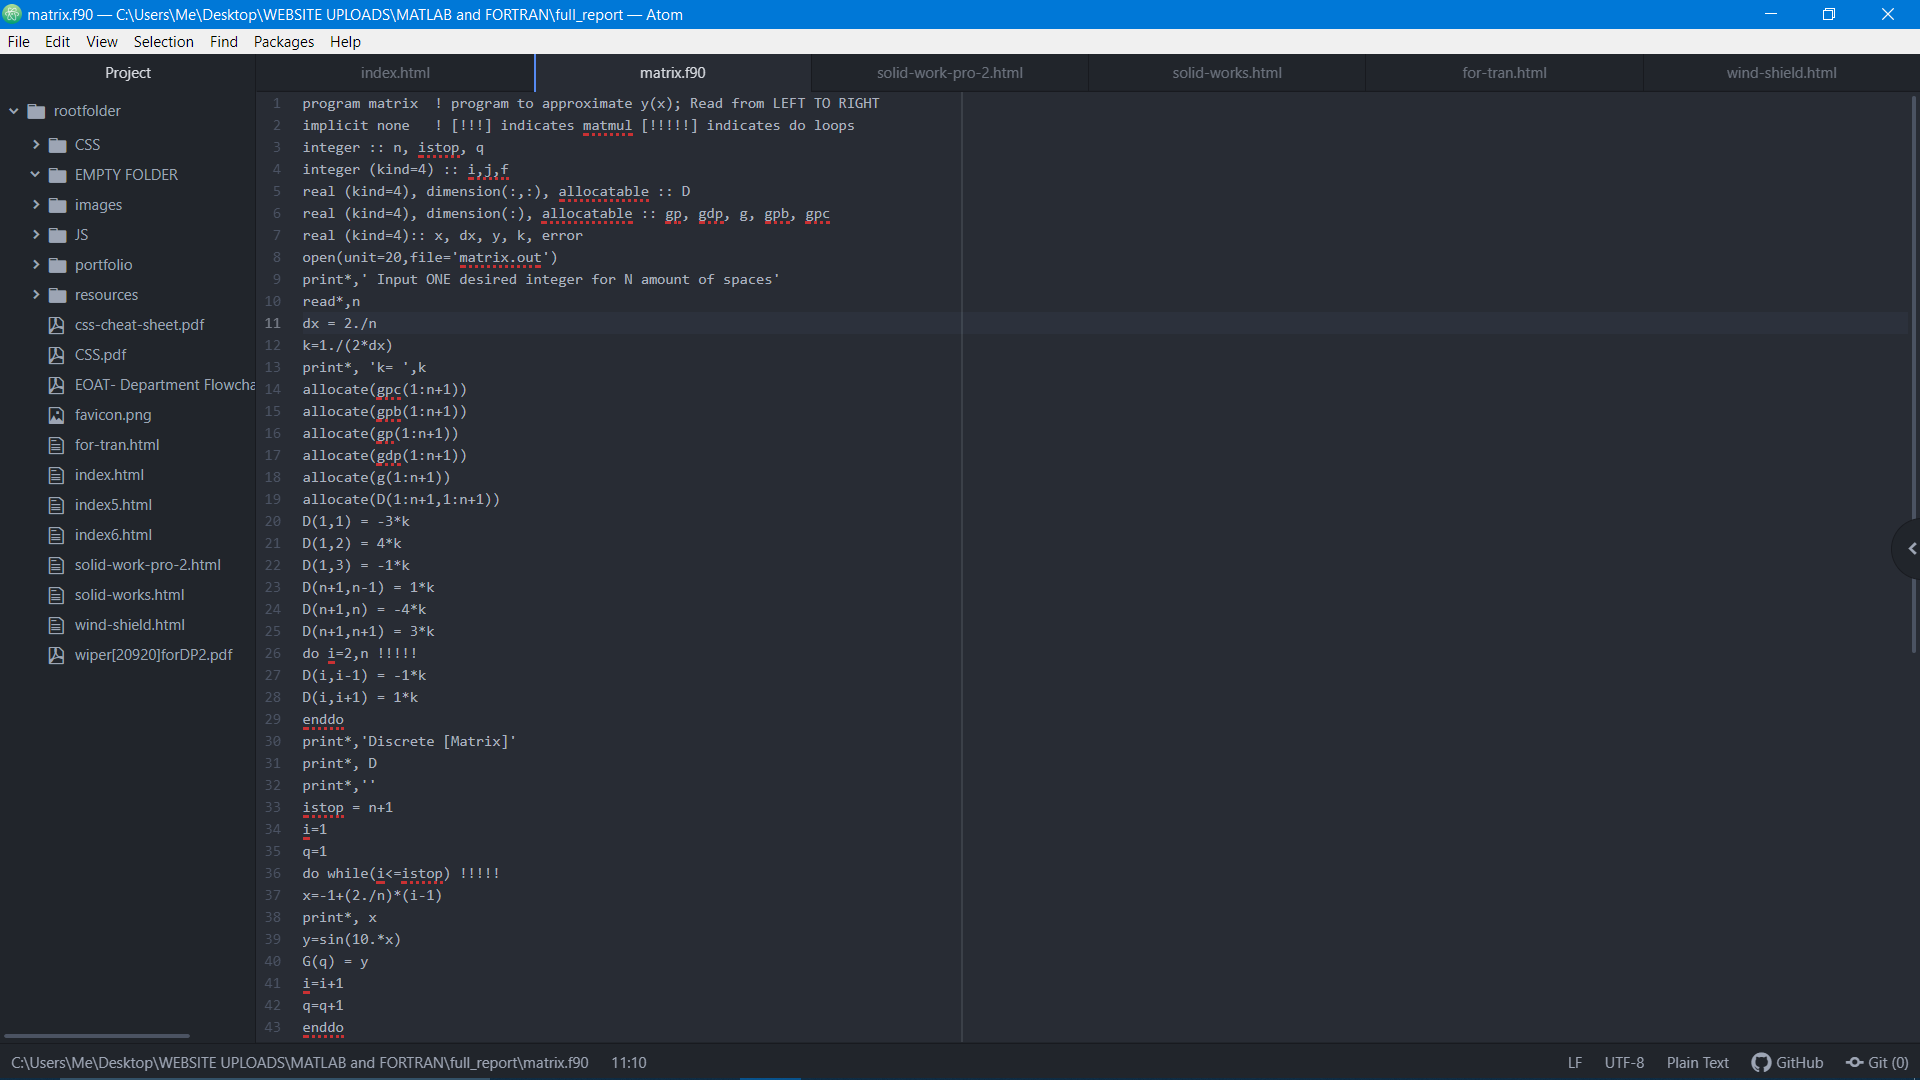 matrix.f90 — C:\Users\Me\Desktop\WEBSITE UPLOADS\MATLAB and FORTRAN\full_report — Atom
File Edit View Selection Find Packages Help
Project
rootfolder
CSS
EMPTY FOLDER
images
JS
portfolio
resources
css-cheat-sheet.pdf
CSS.pdf
EOAT- Department Flowcha
favicon.png
for-tran.html
index.html
index5.html
index6.html
solid-work-pro-2.html
solid-works.html
wind-shield.html
wiper[20920]forDP2.pdf
index.html matrix.f90 solid-work-pro-2.html solid-works.html for-tran.html wind-shield.html
1 program matrix  ! program to approximate y(x); Read from LEFT TO RIGHT
2 implicit none   ! [!!!] indicates matmul [!!!!!] indicates do loops
3 integer :: n, istop, q
4 integer (kind=4) :: i,j,f
5 real (kind=4), dimension(:,:), allocatable :: D
6 real (kind=4), dimension(:), allocatable :: gp, gdp, g, gpb, gpc
7 real (kind=4):: x, dx, y, k, error
8 open(unit=20,file='matrix.out')
9 print*,' Input ONE desired integer for N amount of spaces'
10 read*,n
11 dx = 2./n
12 k=1./(2*dx)
13 print*, 'k= ',k
14 allocate(gpc(1:n+1))
15 allocate(gpb(1:n+1))
16 allocate(gp(1:n+1))
17 allocate(gdp(1:n+1))
18 allocate(g(1:n+1))
19 allocate(D(1:n+1,1:n+1))
20 D(1,1) = -3*k
21 D(1,2) = 4*k
22 D(1,3) = -1*k
23 D(n+1,n-1) = 1*k
24 D(n+1,n) = -4*k
25 D(n+1,n+1) = 3*k
26 do i=2,n !!!!!
27 D(i,i-1) = -1*k
28 D(i,i+1) = 1*k
29 enddo
30 print*,'Discrete [Matrix]'
31 print*, D
32 print*,''
33 istop = n+1
34 i=1
35 q=1
36 do while(i<=istop) !!!!!
37 x=-1+(2./n)*(i-1)
38 print*, x
39 y=sin(10.*x)
40 G(q) = y
41 i=i+1
42 q=q+1
43 enddo
C:\Users\Me\Desktop\WEBSITE UPLOADS\MATLAB and FORTRAN\full_report\matrix.f90 11:10 LF UTF-8 Plain Text GitHub Git (0)